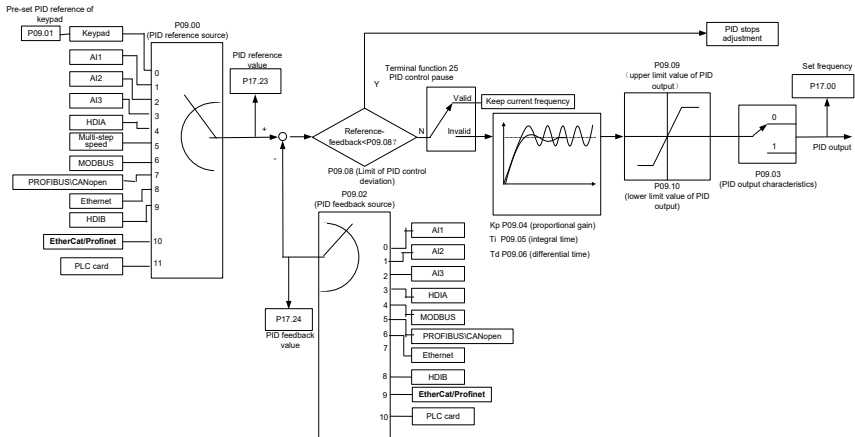 Pre-set PID reference of
keypad
P09.01
Keypad
AI1
AI2
AI3
HDIA
Multi-step
speed
MODBUS
PROFIBUS\CANopen
Ethernet
HDIB
EtherCat/Profinet
PLC card
P09.00
(PID reference source)
0
1
2
3
4
5
6
7
8
9
10
11
PID reference
value
P17.23
+
-
Reference-
feedback<P09.08?
Y
N
P09.08 (Limit of PID control
deviation)
PID stops
adjustment
Terminal function 25
PID control pause
Valid
Invalid
Keep current frequency
Kp P09.04 (proportional gain)
Ti P09.05 (integral time)
Td P09.06 (differential time)
P09.09
(upper limit value of PID
output)
P09.10
(lower limit value of PID
output)
0
1
P09.03
(PID output characteristics)
Set frequency
P17.00
PID output
P17.24
PID feedback
value
P09.02
(PID feedback source)
0
1
2
3
4
5
6
7
8
9
10
AI1
AI2
AI3
HDIA
MODBUS
PROFIBUS\CANopen
Ethernet
HDIB
EtherCat/Profinet
PLC card